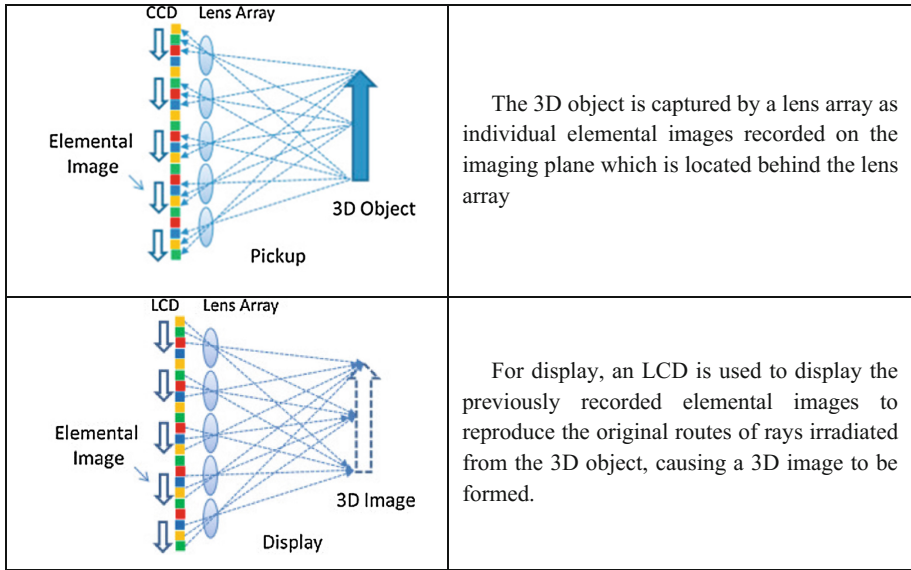 CCD Lens Array
Elemental
Image
3D Object
Pickup
The 3D object is captured by a lens array as
individual elemental images recorded on the
imaging plane which is located behind the lens
array
LCD Lens Array
Elemental
Image
3D Image
Display
For display, an LCD is used to display the
previously recorded elemental images to
reproduce the original routes of rays irradiated
from the 3D object, causing a 3D image to be
formed.